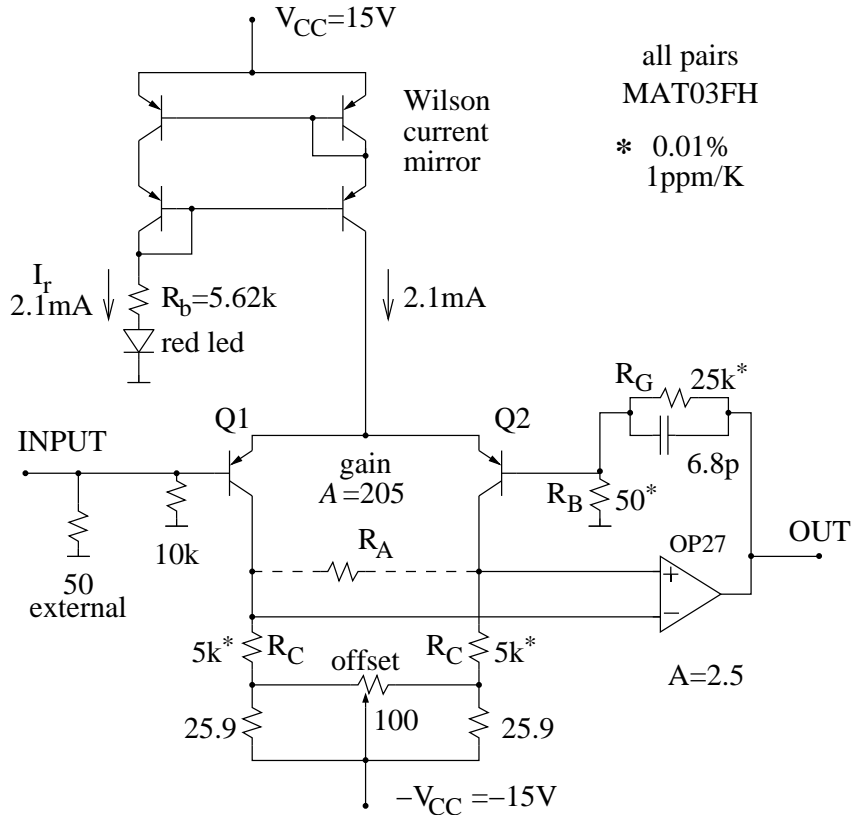 V_CC=15V
all pairs
MAT03FH
* 0.01%
1ppm/K
Wilson
current
mirror
I_r
2.1mA
R_b=5.62k
red led
2.1mA
Q1
Q2
R_G
25k*
6.8p
INPUT
gain
A=205
R_B
50*
10k
50
external
R_A
OP27
OUT
+
−
5k*
R_C
R_C
5k*
offset
100
25.9
25.9
A=2.5
−V_CC=−15V